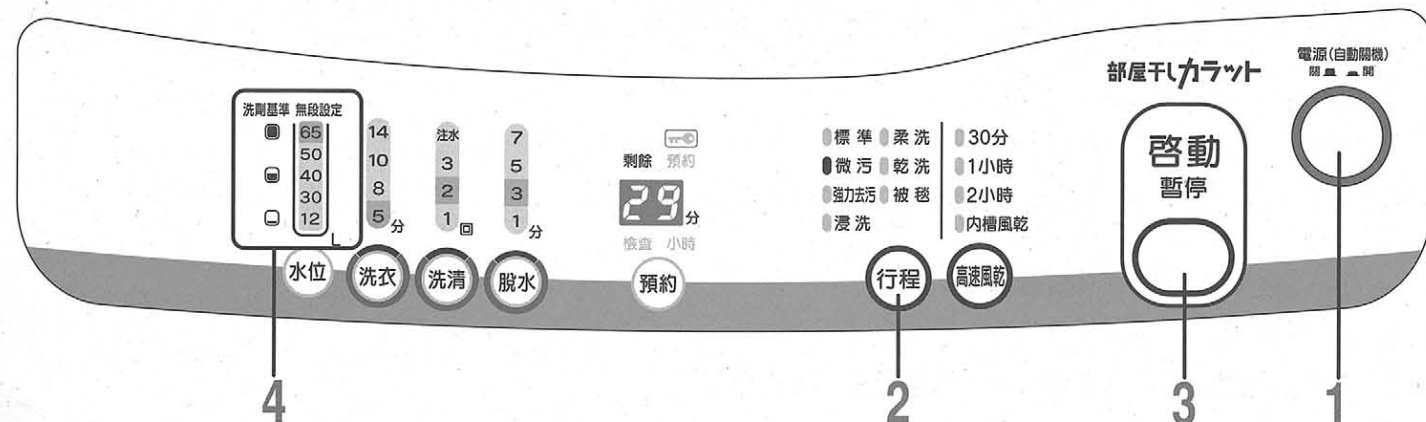 電源(自動關機)
關 開
部屋干しカラット
啓動
暫停
洗劑基準 無段設定
65
50
40
30
12
L
水位
14
10
8
5
分
洗衣
注水
3
2
1
回
洗清
7
5
3
1
分
脫水
剩餘 預約
29
分
檢查 小時
預約
標準 柔洗
微污 乾洗
強力去污 被毯
浸洗
行程
30分
1小時
2小時
內槽風乾
高速風乾
4
2
3
1